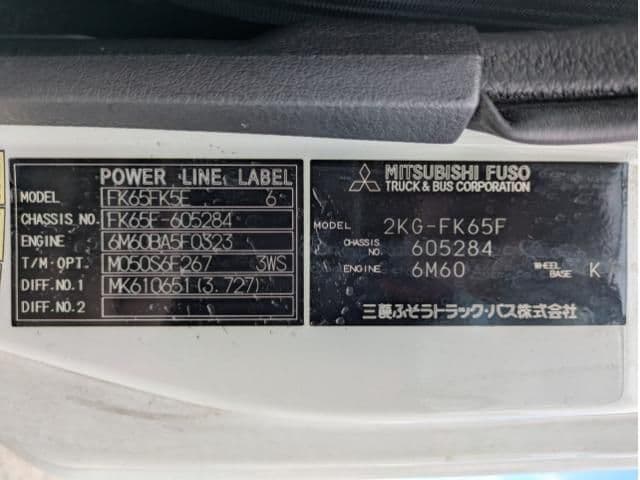 POWER LINE LABEL
MODEL FK65FK5E 6
CHASSIS NO. FK65F-605284
ENGINE 6M60BA5F0323
T/M・OPT. M050S6F267 3WS
DIFF.NO.1 MK610651(3.727)
DIFF.NO.2
MITSUBISHI FUSO
TRUCK & BUS CORPORATION
MODEL 2KG-FK65F
CHASSIS NO. 605284
ENGINE 6M60 WHEEL BASE K
三菱ふそうトラック・バス株式会社